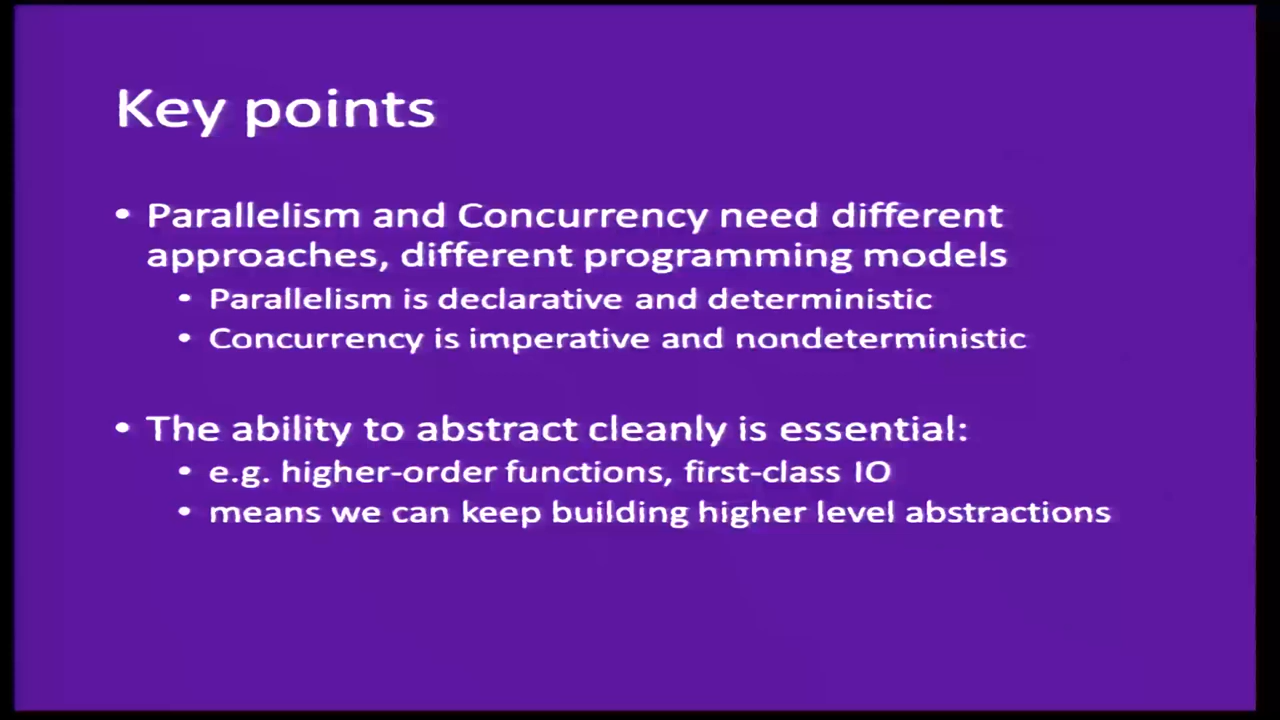 Key points
• Parallelism and Concurrency need different
approaches, different programming models
• Parallelism is declarative and deterministic
• Concurrency is imperative and nondeterministic
• The ability to abstract cleanly is essential:
• e.g. higher-order functions, first-class IO
• means we can keep building higher level abstractions